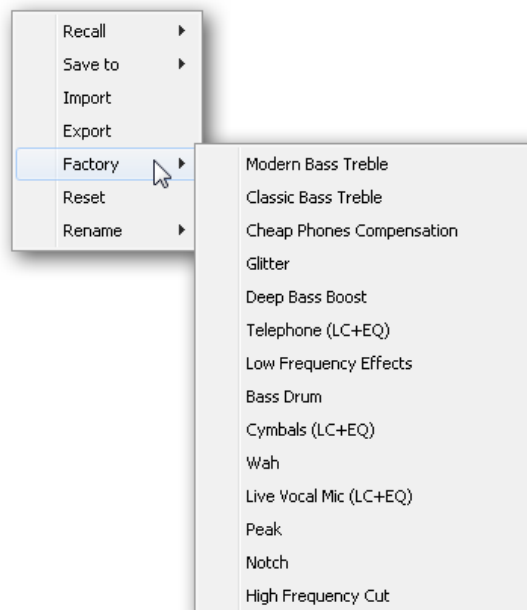 Recall
Save to
Import
Export
Factory
Reset
Rename
Modern Bass Treble
Classic Bass Treble
Cheap Phones Compensation
Glitter
Deep Bass Boost
Telephone (LC+EQ)
Low Frequency Effects
Bass Drum
Cymbals (LC+EQ)
Wah
Live Vocal Mic (LC+EQ)
Peak
Notch
High Frequency Cut